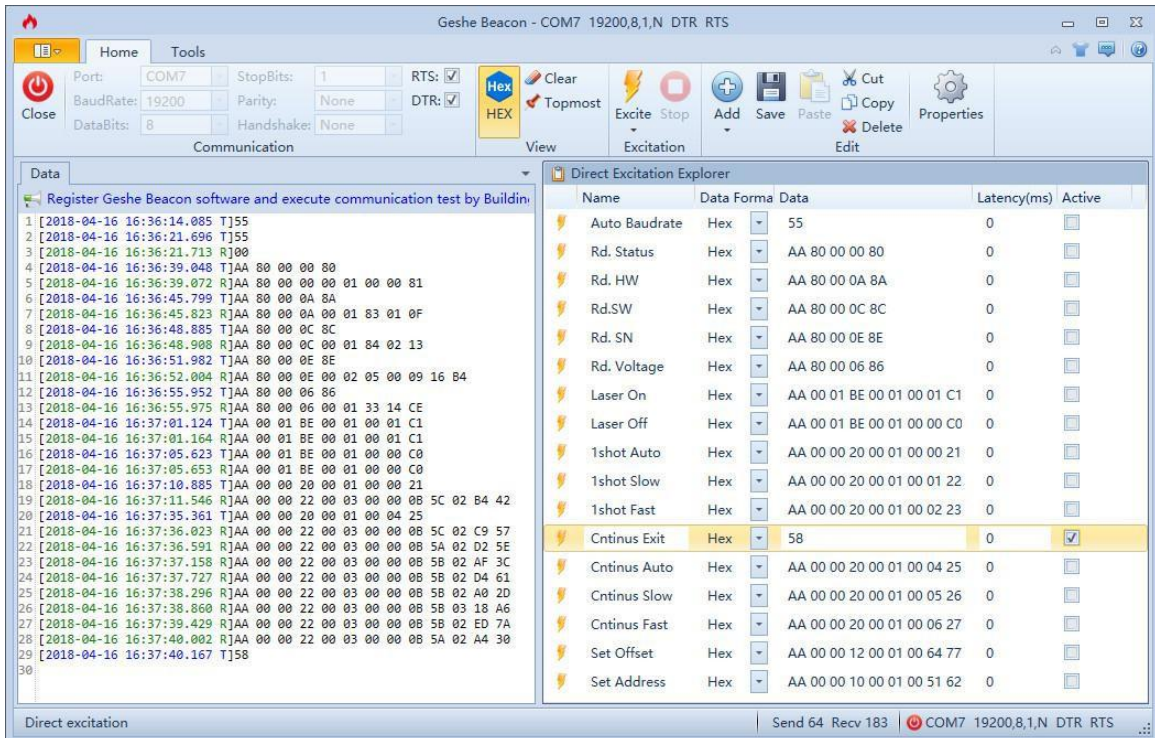 Geshe Beacon - COM7 19200,8,1,N DTR RTS
Home Tools
Close
Port: COM7 StopBits: 1 RTS:
BaudRate: 19200 Parity: None DTR:
DataBits: 8 Handshake: None
Communication
Hex
HEX
Clear
Topmost
View
Excite Stop
Excitation
Add Save Paste
Cut
Copy
Delete
Edit
Properties
Data
Register Geshe Beacon software and execute communication test by Buildin
1 [2018-04-16 16:36:14.085 T]55
2 [2018-04-16 16:36:21.696 T]55
3 [2018-04-16 16:36:21.713 R]00
4 [2018-04-16 16:36:39.048 T]AA 80 00 00 80
5 [2018-04-16 16:36:39.072 R]AA 80 00 00 00 01 00 00 81
6 [2018-04-16 16:36:45.799 T]AA 80 00 0A 8A
7 [2018-04-16 16:36:45.823 R]AA 80 00 0A 00 01 83 01 0F
8 [2018-04-16 16:36:48.885 T]AA 80 00 0C 8C
9 [2018-04-16 16:36:48.908 R]AA 80 00 0C 00 01 84 02 13
10 [2018-04-16 16:36:51.982 T]AA 80 00 0E 8E
11 [2018-04-16 16:36:52.004 R]AA 80 00 0E 00 02 05 00 09 16 B4
12 [2018-04-16 16:36:55.952 T]AA 80 00 06 86
13 [2018-04-16 16:36:55.975 R]AA 80 00 06 00 01 33 14 CE
14 [2018-04-16 16:37:01.124 T]AA 00 01 BE 00 01 00 01 C1
15 [2018-04-16 16:37:01.164 R]AA 00 01 BE 00 01 00 01 C1
16 [2018-04-16 16:37:05.623 T]AA 00 01 BE 00 01 00 00 C0
17 [2018-04-16 16:37:05.653 R]AA 00 01 BE 00 01 00 00 C0
18 [2018-04-16 16:37:10.885 T]AA 00 00 20 00 01 00 00 21
19 [2018-04-16 16:37:11.546 R]AA 00 00 22 00 03 00 00 0B 5C 02 B4 42
20 [2018-04-16 16:37:35.361 T]AA 00 00 20 00 01 00 04 25
21 [2018-04-16 16:37:36.023 R]AA 00 00 22 00 03 00 00 0B 5C 02 C9 57
22 [2018-04-16 16:37:36.591 R]AA 00 00 22 00 03 00 00 0B 5A 02 D2 5E
23 [2018-04-16 16:37:37.158 R]AA 00 00 22 00 03 00 00 0B 5B 02 AF 3C
24 [2018-04-16 16:37:37.727 R]AA 00 00 22 00 03 00 00 0B 5B 02 D4 61
25 [2018-04-16 16:37:38.296 R]AA 00 00 22 00 03 00 00 0B 5B 02 A0 2D
26 [2018-04-16 16:37:38.860 R]AA 00 00 22 00 03 00 00 0B 5B 03 18 A6
27 [2018-04-16 16:37:39.429 R]AA 00 00 22 00 03 00 00 0B 5B 02 ED 7A
28 [2018-04-16 16:37:40.002 R]AA 00 00 22 00 03 00 00 0B 5A 02 A4 30
29 [2018-04-16 16:37:40.167 T]58
30
Direct Excitation Explorer
Name Data Forma Data Latency(ms) Active
Auto Baudrate Hex 55 0
Rd. Status Hex AA 80 00 00 80 0
Rd. HW Hex AA 80 00 0A 8A 0
Rd.SW Hex AA 80 00 0C 8C 0
Rd. SN Hex AA 80 00 0E 8E 0
Rd. Voltage Hex AA 80 00 06 86 0
Laser On Hex AA 00 01 BE 00 01 00 01 C1 0
Laser Off Hex AA 00 01 BE 00 01 00 00 C0 0
1shot Auto Hex AA 00 00 20 00 01 00 00 21 0
1shot Slow Hex AA 00 00 20 00 01 00 01 22 0
1shot Fast Hex AA 00 00 20 00 01 00 02 23 0
Cntinus Exit Hex 58 0
Cntinus Auto Hex AA 00 00 20 00 01 00 04 25 0
Cntinus Slow Hex AA 00 00 20 00 01 00 05 26 0
Cntinus Fast Hex AA 00 00 20 00 01 00 06 27 0
Set Offset Hex AA 00 00 12 00 01 00 64 77 0
Set Address Hex AA 00 00 10 00 01 00 51 62 0
Direct excitation
Send 64 Recv 183 COM7 19200,8,1,N DTR RTS